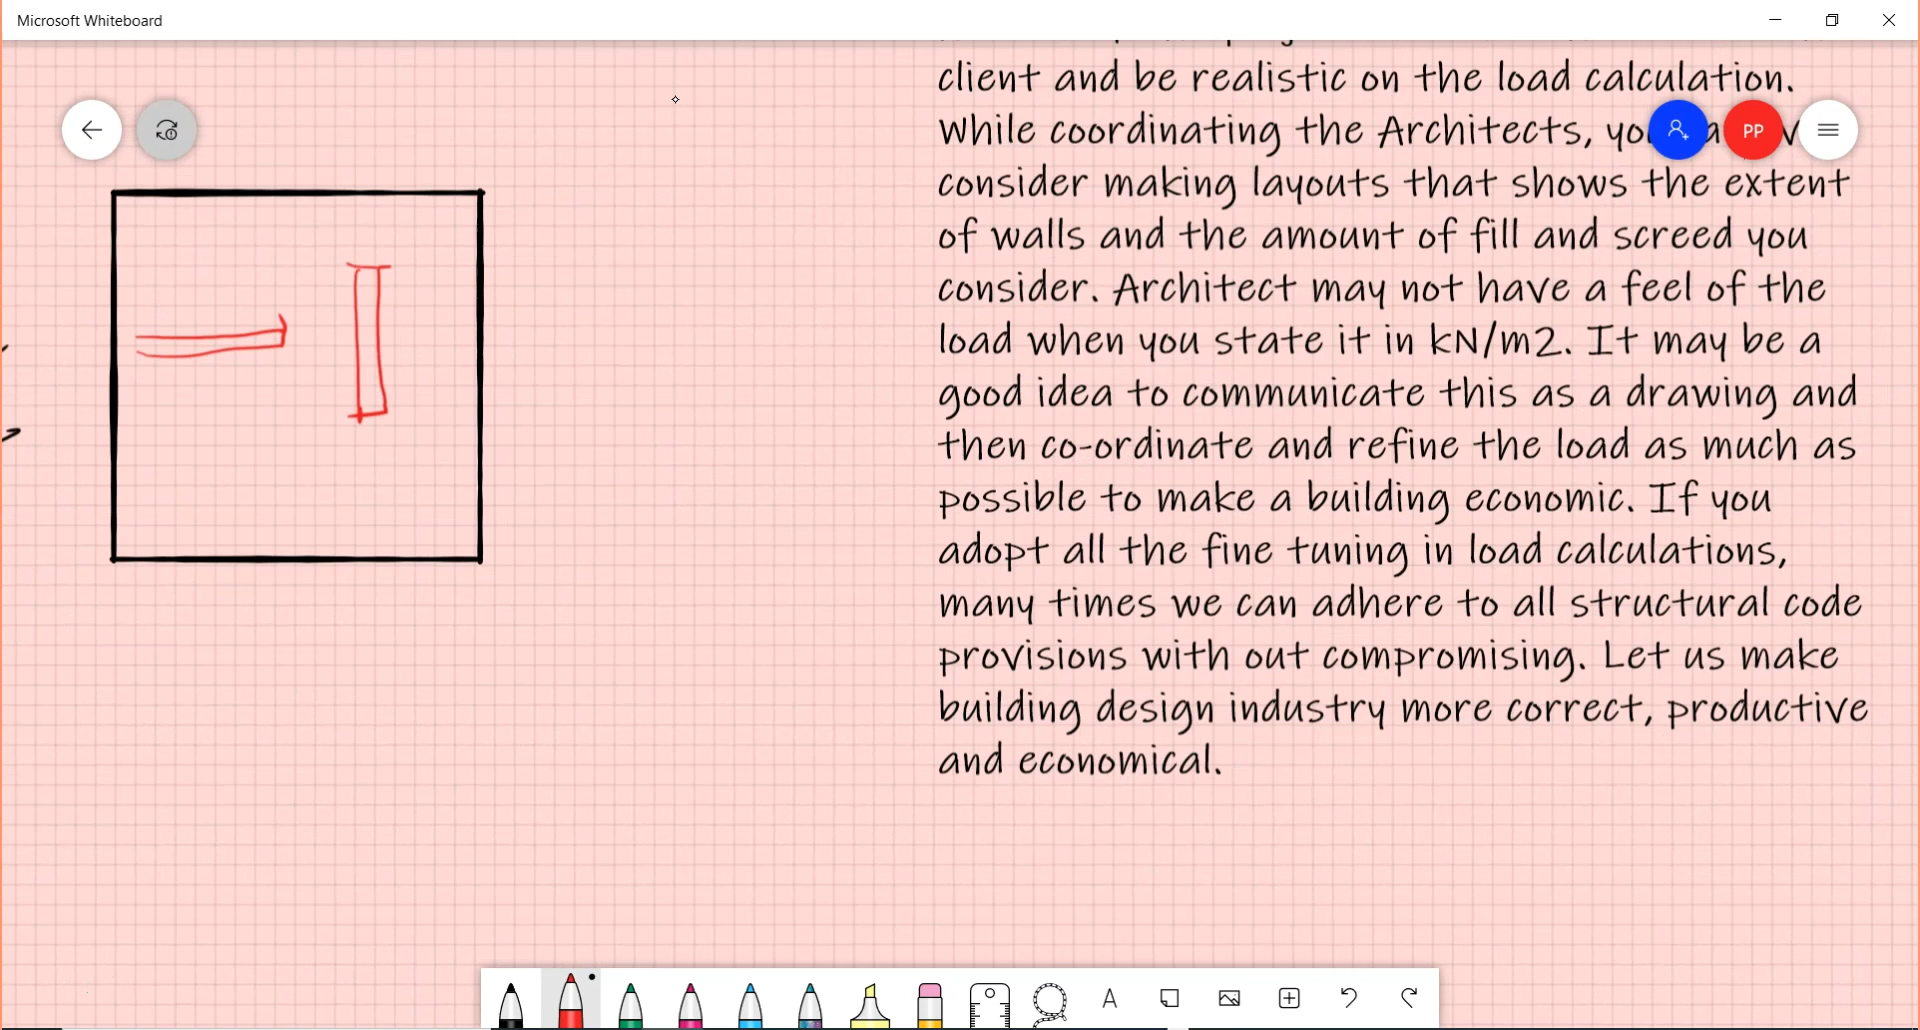 Microsoft Whiteboard
client and be realistic on the load calculation.
While coordinating the Architects,
PP
consider making layouts that shows the extent
of walls and the amount of fill and screed you
consider. Architect may not have a feel of the
load when you state it in kN/m2. It may be a
good idea to communicate this as a drawing and
then co-ordinate and refine the load as much as
possible to make a building economic. If you
adopt all the fine tuning in load calculations,
many times we can adhere to all structural code
provisions with out compromising. Let us make
building design industry more correct, productive
and economical.